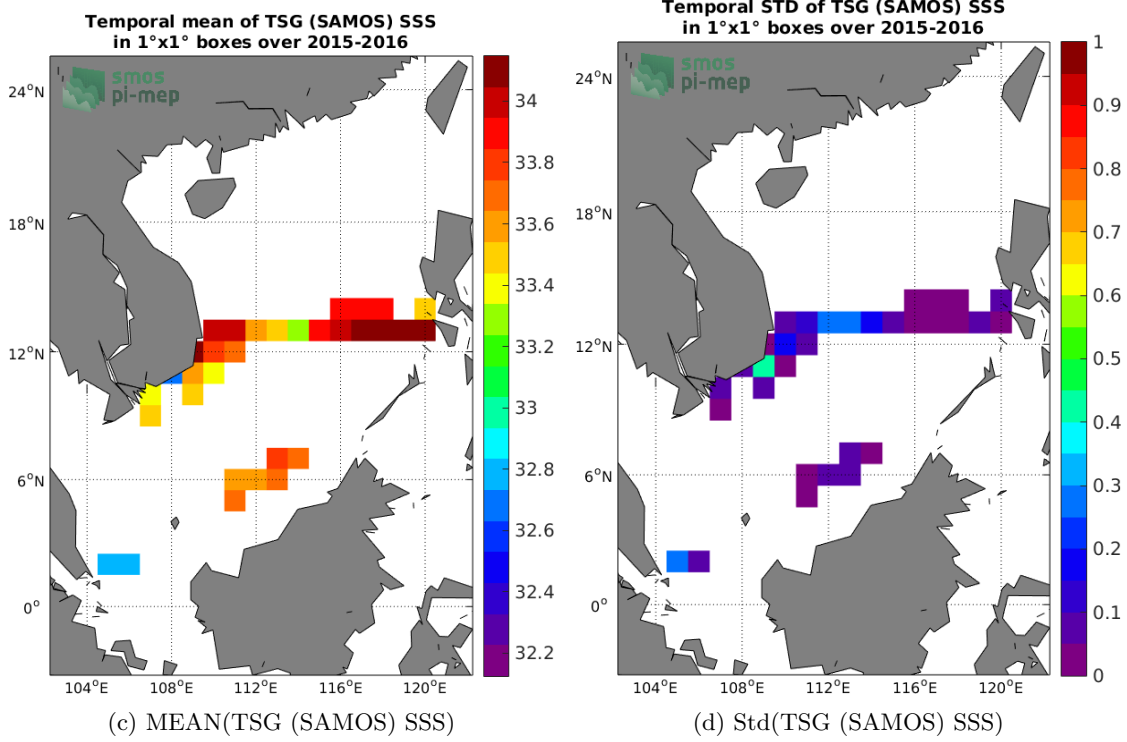 Temporal mean of TSG (SAMOS) SSS
in 1°x1° boxes over 2015-2016
smos
pi-mep
24°N
18°N
12°N
6°N
0°
104°E
108°E
112°E
116°E
120°E
34
33.8
33.6
33.4
33.2
33
32.8
32.6
32.4
32.2
(c) MEAN(TSG (SAMOS) SSS)
Temporal STD of TSG (SAMOS) SSS
in 1°x1° boxes over 2015-2016
smos
pi-mep
24°N
18°N
12°N
6°N
0°
104°E
108°E
112°E
116°E
120°E
1
0.9
0.8
0.7
0.6
0.5
0.4
0.3
0.2
0.1
0
(d) Std(TSG (SAMOS) SSS)